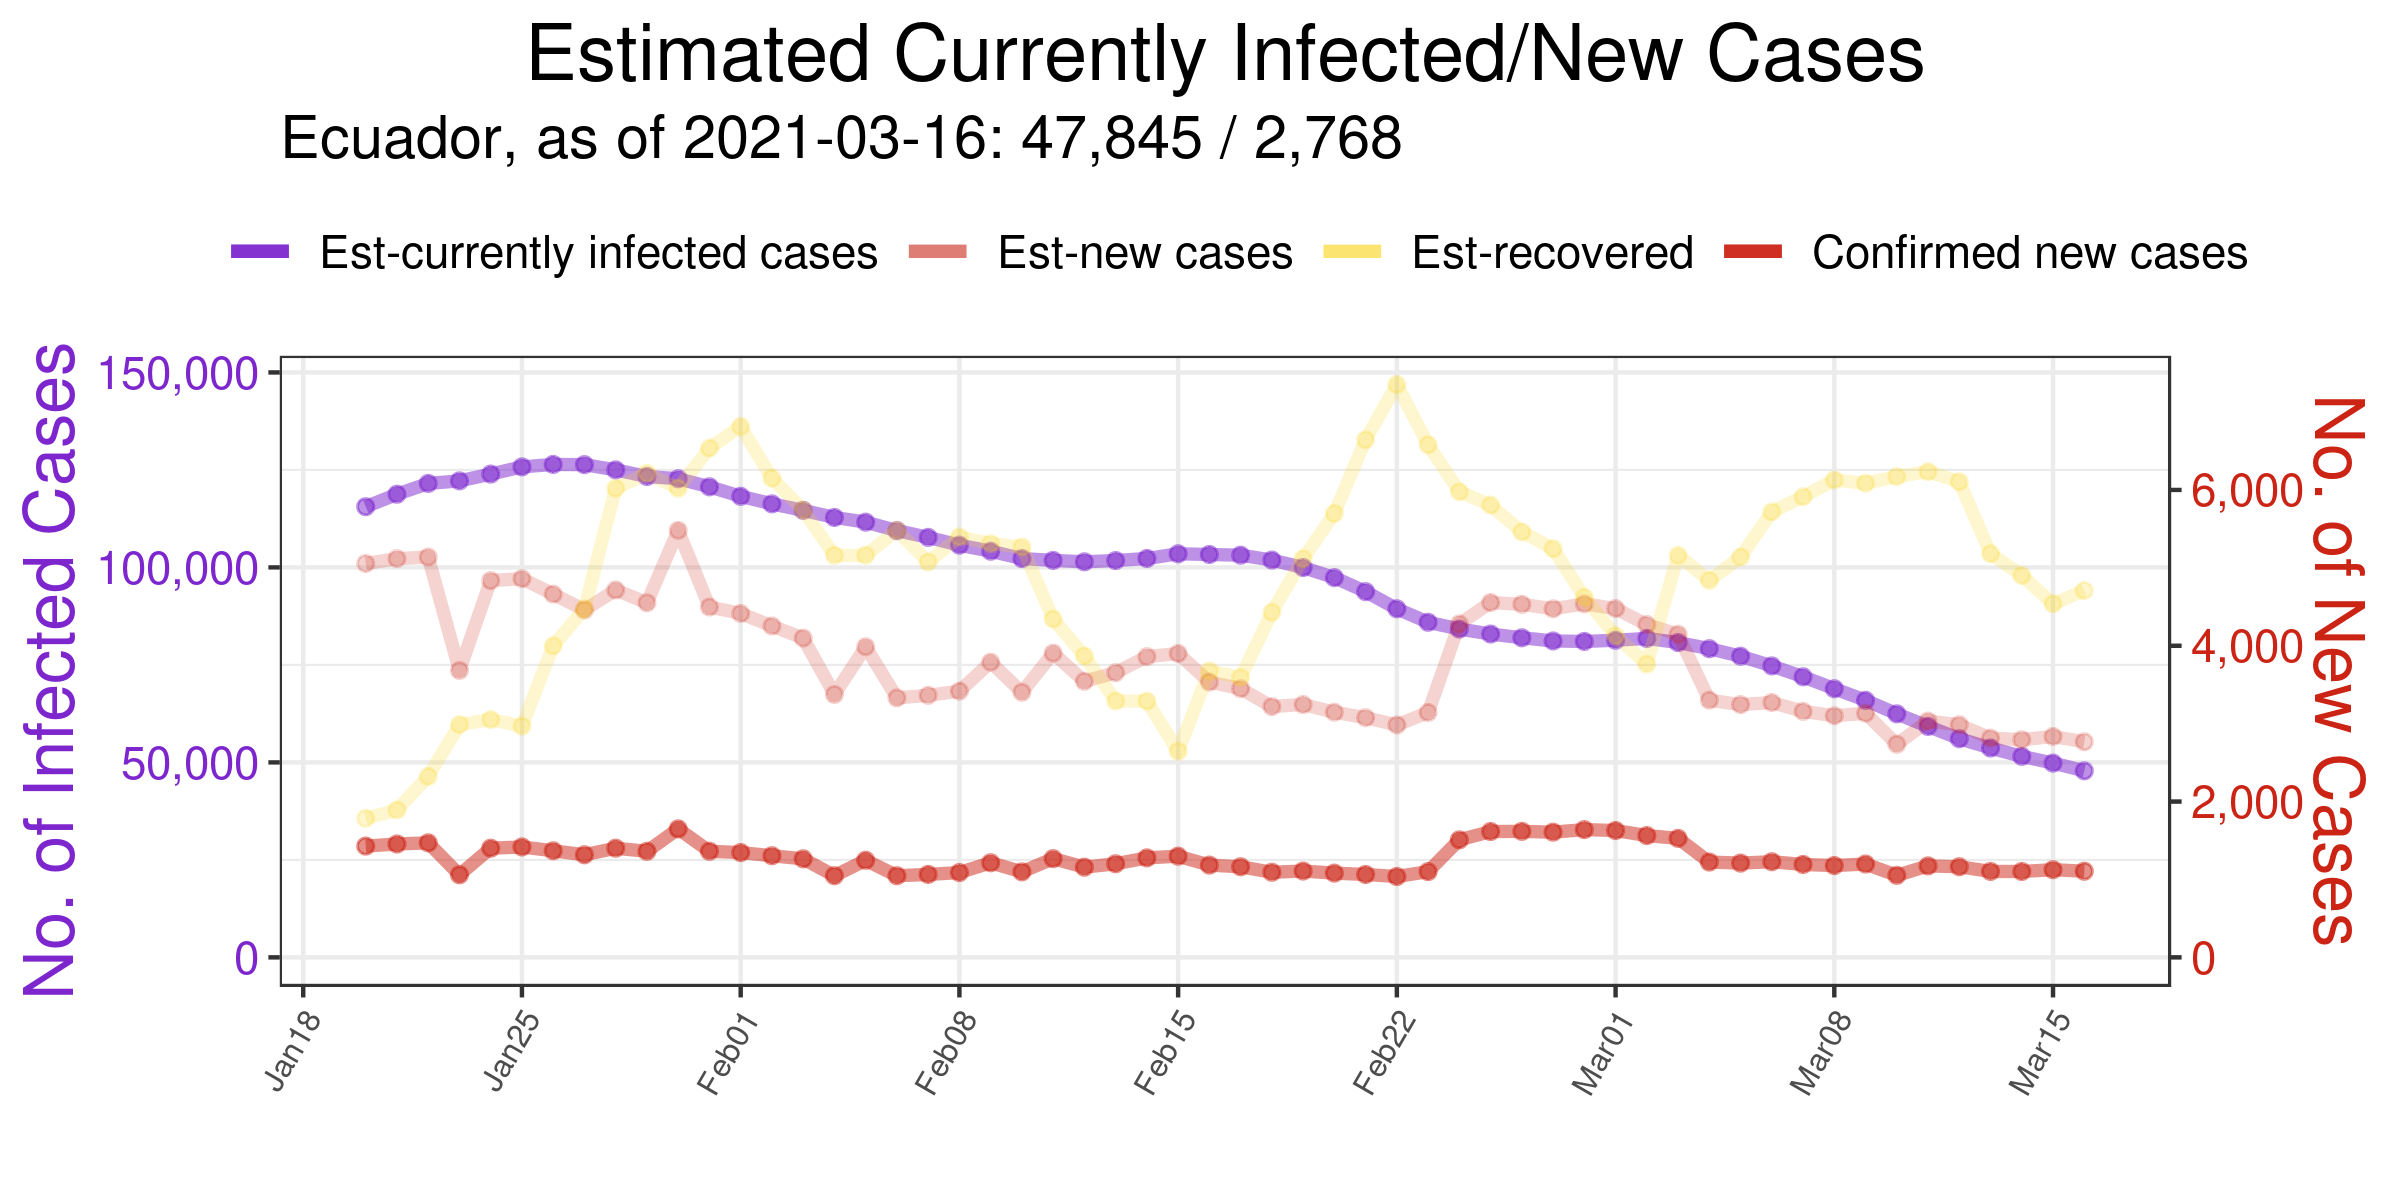 Estimated Currently Infected/New Cases
Ecuador, as of 2021-03-16: 47,845 / 2,768
Est-currently infected cases Est-new cases Est-recovered Confirmed new cases
No. of Infected Cases
150,000
100,000
50,000
0
6,000
4,000
2,000
0
No. of New Cases
Jan18 Jan25 Feb01 Feb08 Feb15 Feb22 Mar01 Mar08 Mar15